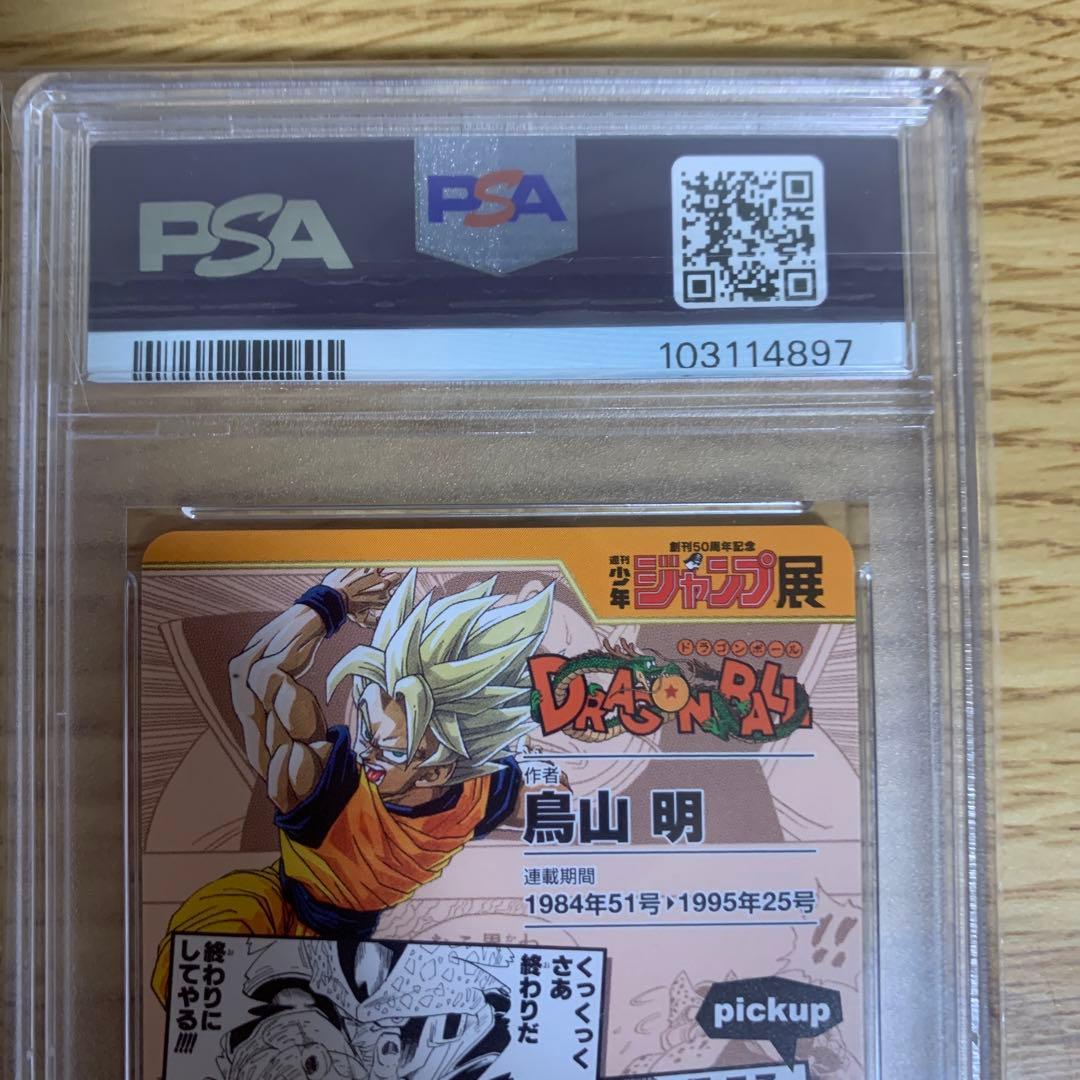 PSA
PSA
103114897
創刊50周年記念
週刊
少年
ジャンプ展
ドラゴンボール
DRAGON BALL
作者
鳥山 明
連載期間
1984年51号▶1995年25号
!!
くっくっく
さあ
終わりだ
終わりに
してやる!!!!
pickup